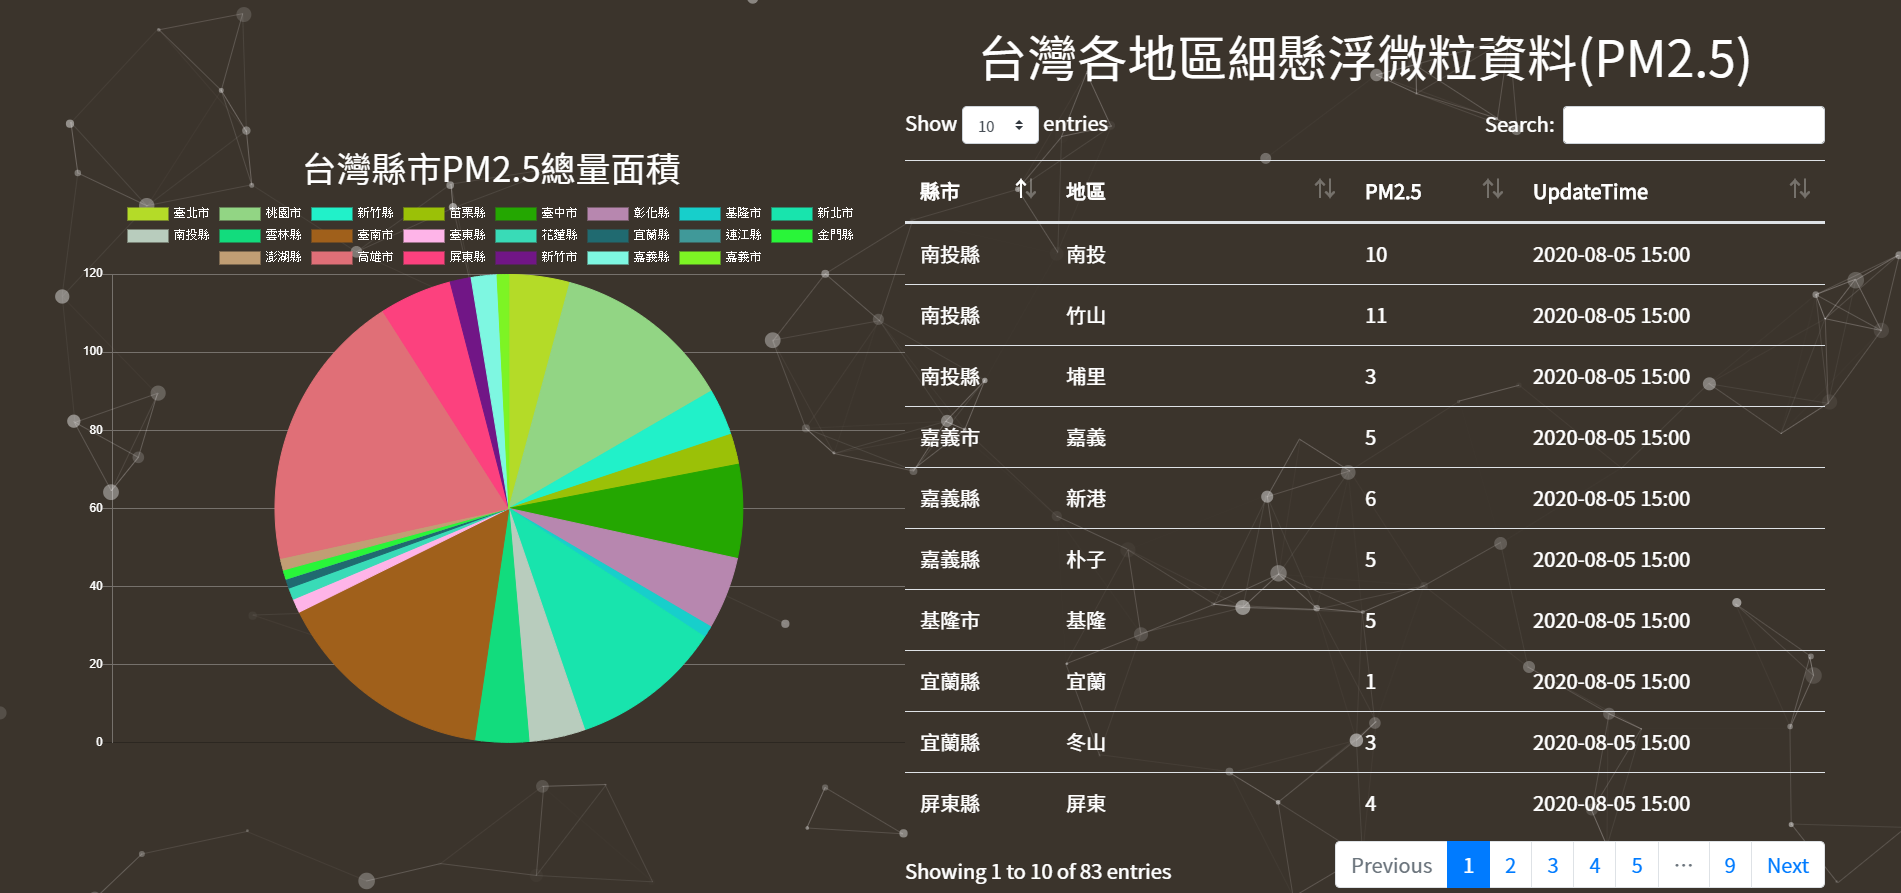 台灣縣市PM2.5總量面積
臺北市 桃園市 新竹縣 苗栗縣 臺中市 彰化縣 基隆市 新北市
南投縣 雲林縣 臺南市 臺東縣 花蓮縣 宜蘭縣 連江縣 金門縣
澎湖縣 高雄市 屏東縣 新竹市 嘉義縣 嘉義市
120
100
80
60
40
20
0
台灣各地區細懸浮微粒資料(PM2.5)
Show 10 entries Search:
縣市 地區 PM2.5 UpdateTime
南投縣 南投 10 2020-08-05 15:00
南投縣 竹山 11 2020-08-05 15:00
南投縣 埔里 3 2020-08-05 15:00
嘉義市 嘉義 5 2020-08-05 15:00
嘉義縣 新港 6 2020-08-05 15:00
嘉義縣 朴子 5 2020-08-05 15:00
基隆市 基隆 5 2020-08-05 15:00
宜蘭縣 宜蘭 1 2020-08-05 15:00
宜蘭縣 冬山 3 2020-08-05 15:00
屏東縣 屏東 4 2020-08-05 15:00
Showing 1 to 10 of 83 entries Previous 1 2 3 4 5 … 9 Next